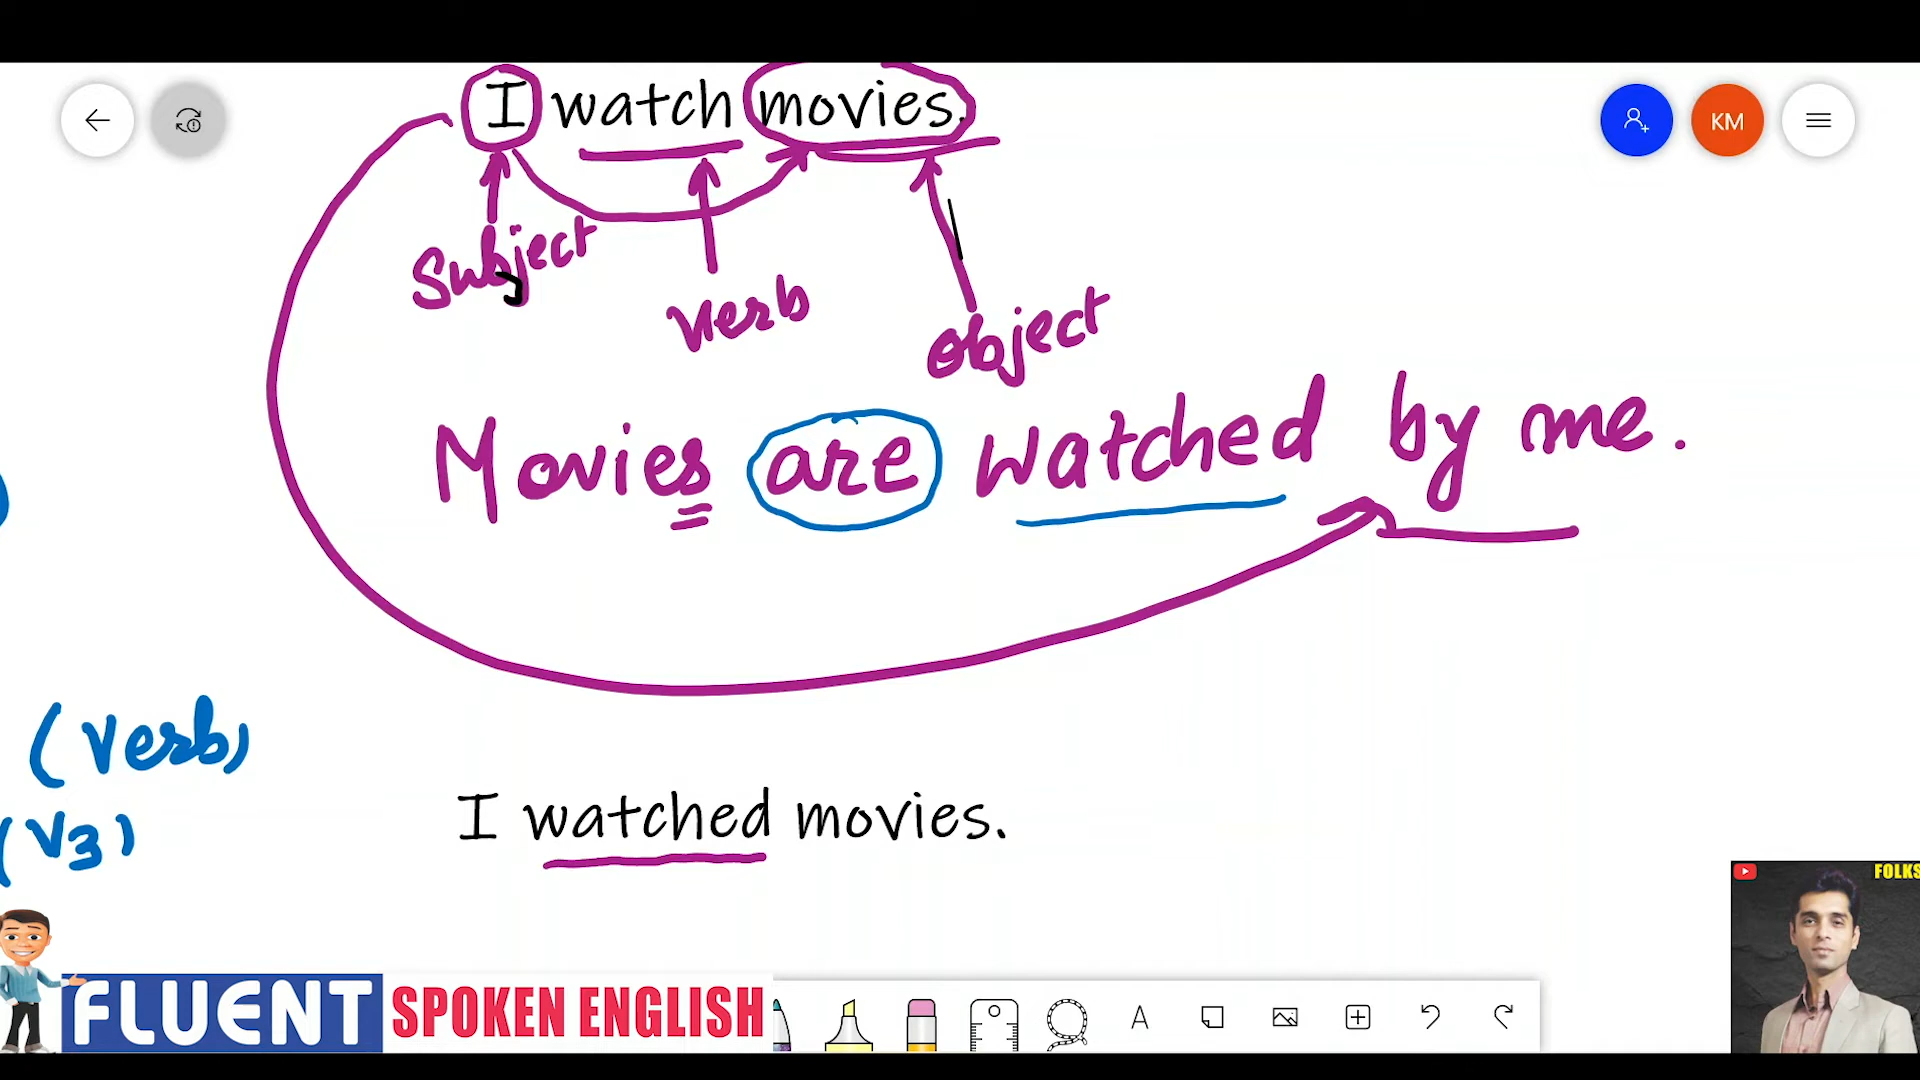 I watch movies.
KM
Subject
Verb
Object
Movies are watched by me.
(Verb)
(V3)
I watched movies.
FOLKS
FLUENT SPOKEN ENGLISH
A